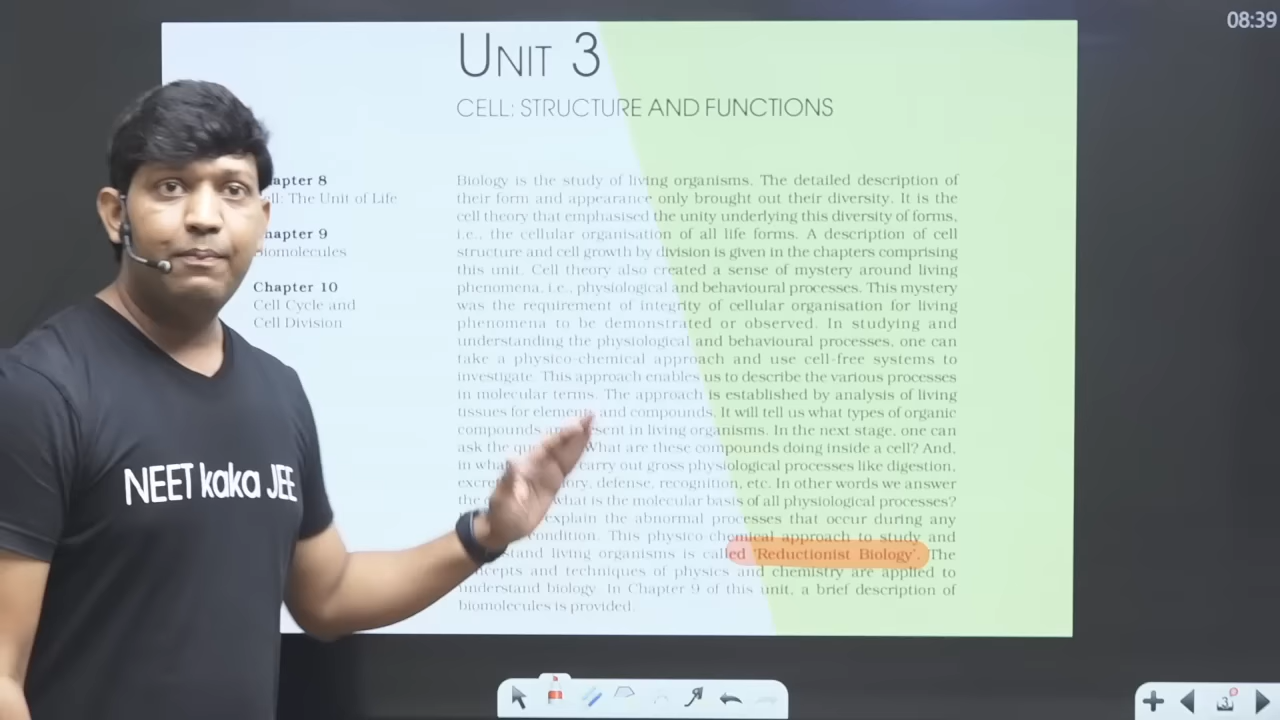 08:39
UNIT 3
CELL: STRUCTURE AND FUNCTIONS
8
The Unit of Life
9
Chapter 10
Cell Cycle and
Cell Division
Biology is the study of living organisms. The detailed description of
their form and appearance only brought out their diversity. It is the
cell theory that emphasised the unity underlying this diversity of forms,
i.e., the cellular organisation of all life forms. A description of cell
structure and cell growth by division is given in the chapters comprising
this unit. Cell theory also created a sense of mystery around living
phenomena, i.e., physiological and behavioural processes. This mystery
was the requirement of integrity of cellular organisation for living
phenomena to be demonstrated or observed. In studying and
understanding the physiological and behavioural processes, one can
take a physico-chemical approach and use cell-free systems to
investigate. This approach enables us to describe the various processes
in molecular terms. The approach is established by analysis of living
tissues for elements and compounds. It will tell us what types of organic
compounds are present in living organisms. In the next stage, one can
ask the What are these compounds doing inside a cell? And,
in carry out gross physiological processes like digestion,
defense, recognition, etc. In other words we answer
the what is the molecular basis of all physiological processes?
explain the abnormal processes that occur during any
This physico-chemical approach to study and
living organisms is called 'Reductionist Biology'. The
and techniques of physics and chemistry are applied to
understand biology. In Chapter 9 of this unit, a brief description of
biomolecules is provided.
NEET kaka JEE
3